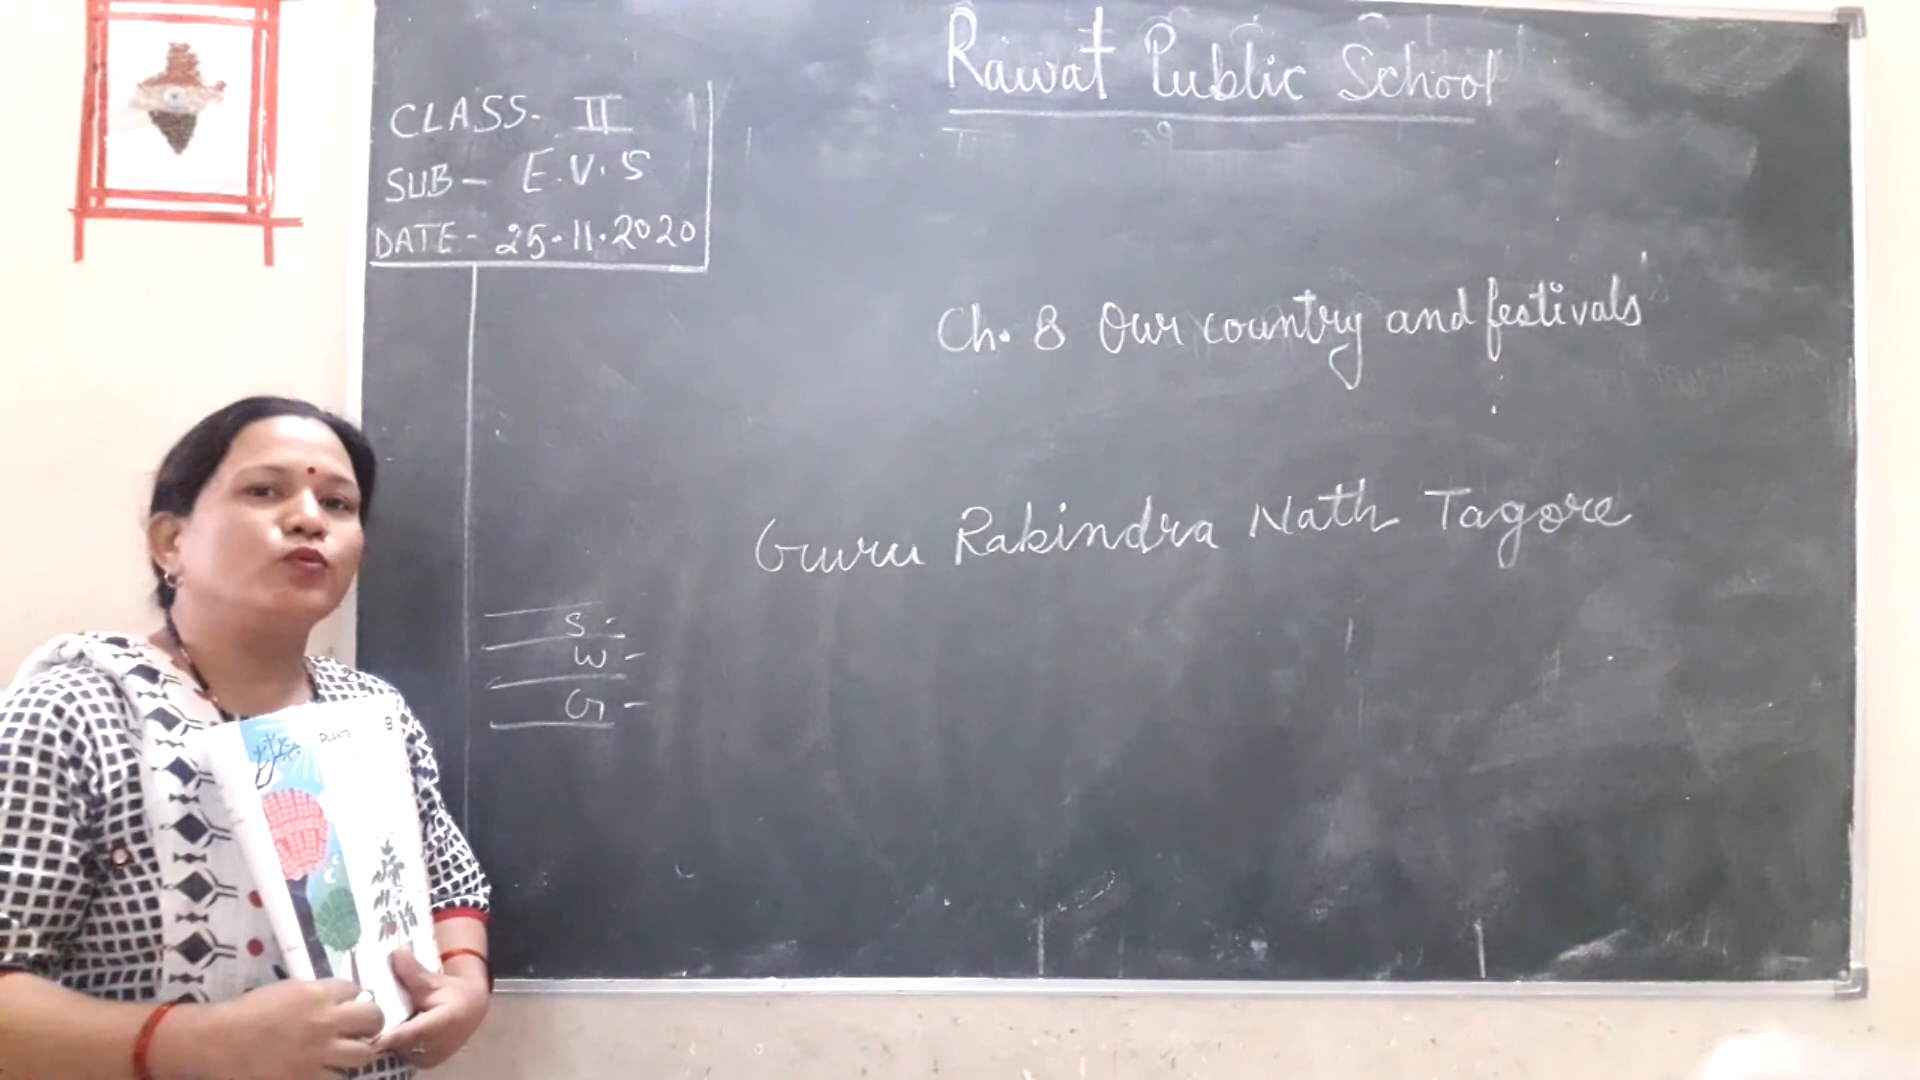 Rawat Public School
CLASS- II
SUB- E.V.S
DATE- 25.11.2020
Ch. 8 Our country and festivals
Guru Rabindra Nath Tagore
S -
W -
G -
PLANTS